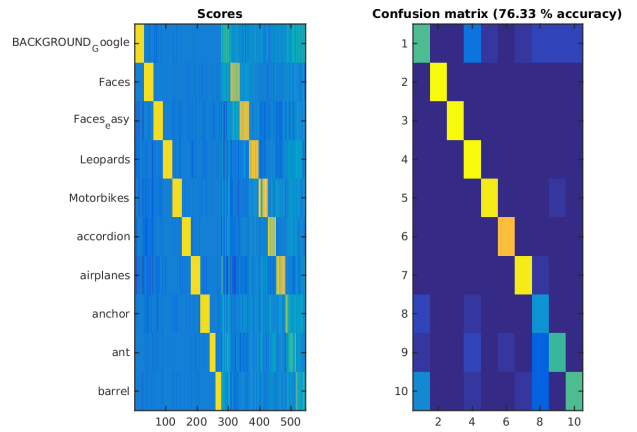 Scores
BACKGROUND_Google
Faces
Faces_easy
Leopards
Motorbikes
accordion
airplanes
anchor
ant
barrel
100 200 300 400 500
Confusion matrix (76.33 % accuracy)
1
2
3
4
5
6
7
8
9
10
2 4 6 8 10